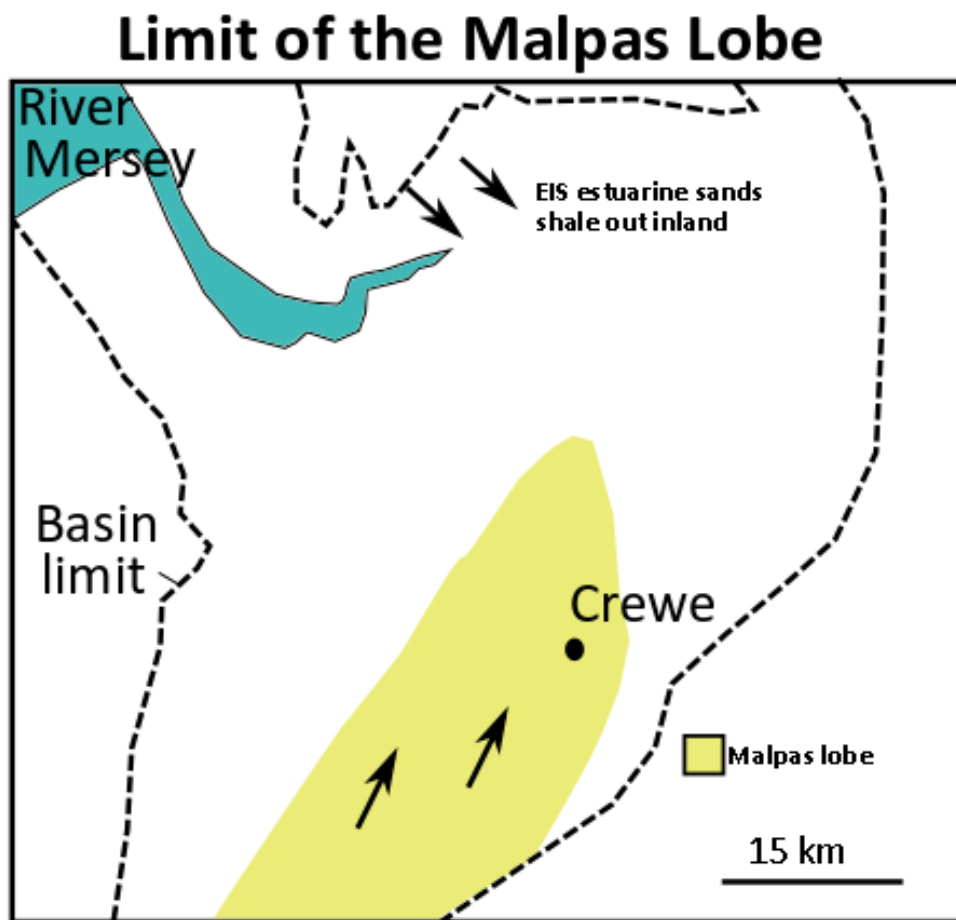 Limit of the Malpas Lobe
River
Mersey
EIS estuarine sands
shale out inland
Basin
limit
Crewe
Malpas lobe
15 km